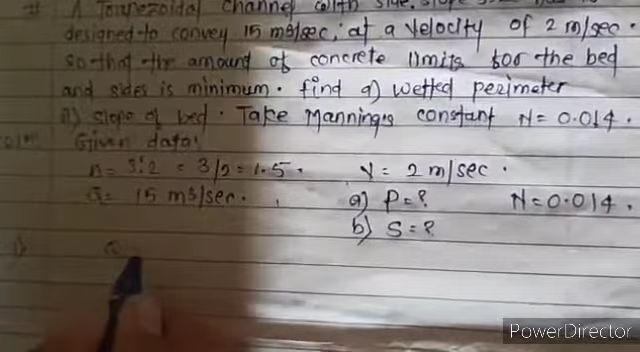 A Trapezoidal channel with side slope
designed to convey 15 m3/sec. at a velocity of 2 m/sec.
so that the amount of concrete limits for the bed
and sides is minimum. find a) wetted perimeter
slope of bed. Take Manning's constant N= 0.014.
Given data:
n= 3:2 = 3/2 = 1.5. V= 2 m/sec.
Q= 15 m3/sec. a) P=? N=0.014.
b) S=?
PowerDirector